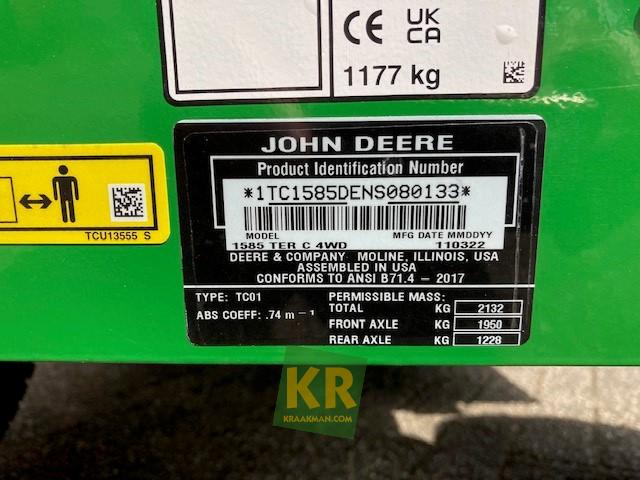 CE UK
CA
1177 kg
JOHN DEERE
Product Identification Number
*1TC1585DENS080133*
MODEL MFG DATE MMDDYY
1585 TER C 4WD 110322
DEERE & COMPANY MOLINE, ILLINOIS, USA
ASSEMBLED IN USA
CONFORMS TO ANSI B71.4 - 2017
TYPE: TC01 PERMISSIBLE MASS:
TOTAL KG 2132
ABS COEFF: .74 m - 1
FRONT AXLE KG 1950
REAR AXLE KG 1228
TCU13555 S
KR
KRAAKMAN.COM